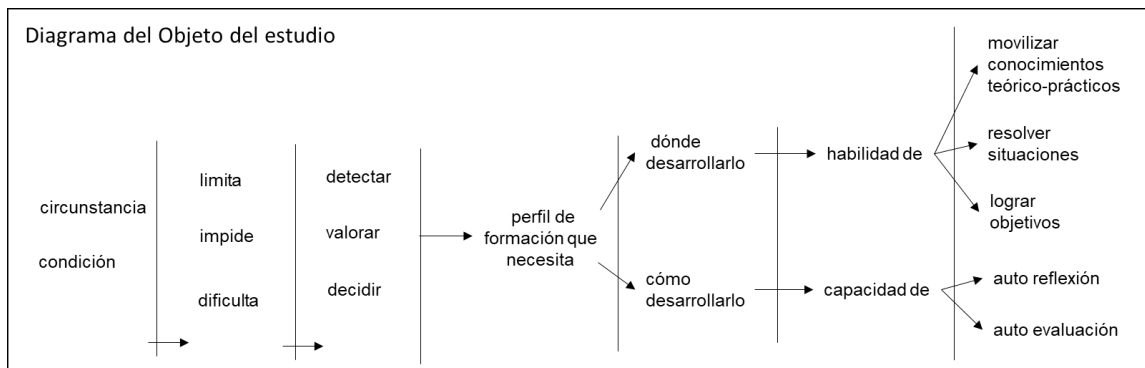 Diagrama del Objeto del estudio
circunstancia
condición
limita
impide
dificulta
detectar
valorar
decidir
perfil de
formación que
necesita
dónde
desarrollarlo
cómo
desarrollarlo
habilidad de
capacidad de
movilizar
conocimientos
teórico-prácticos
resolver
situaciones
lograr
objetivos
auto reflexión
auto evaluación